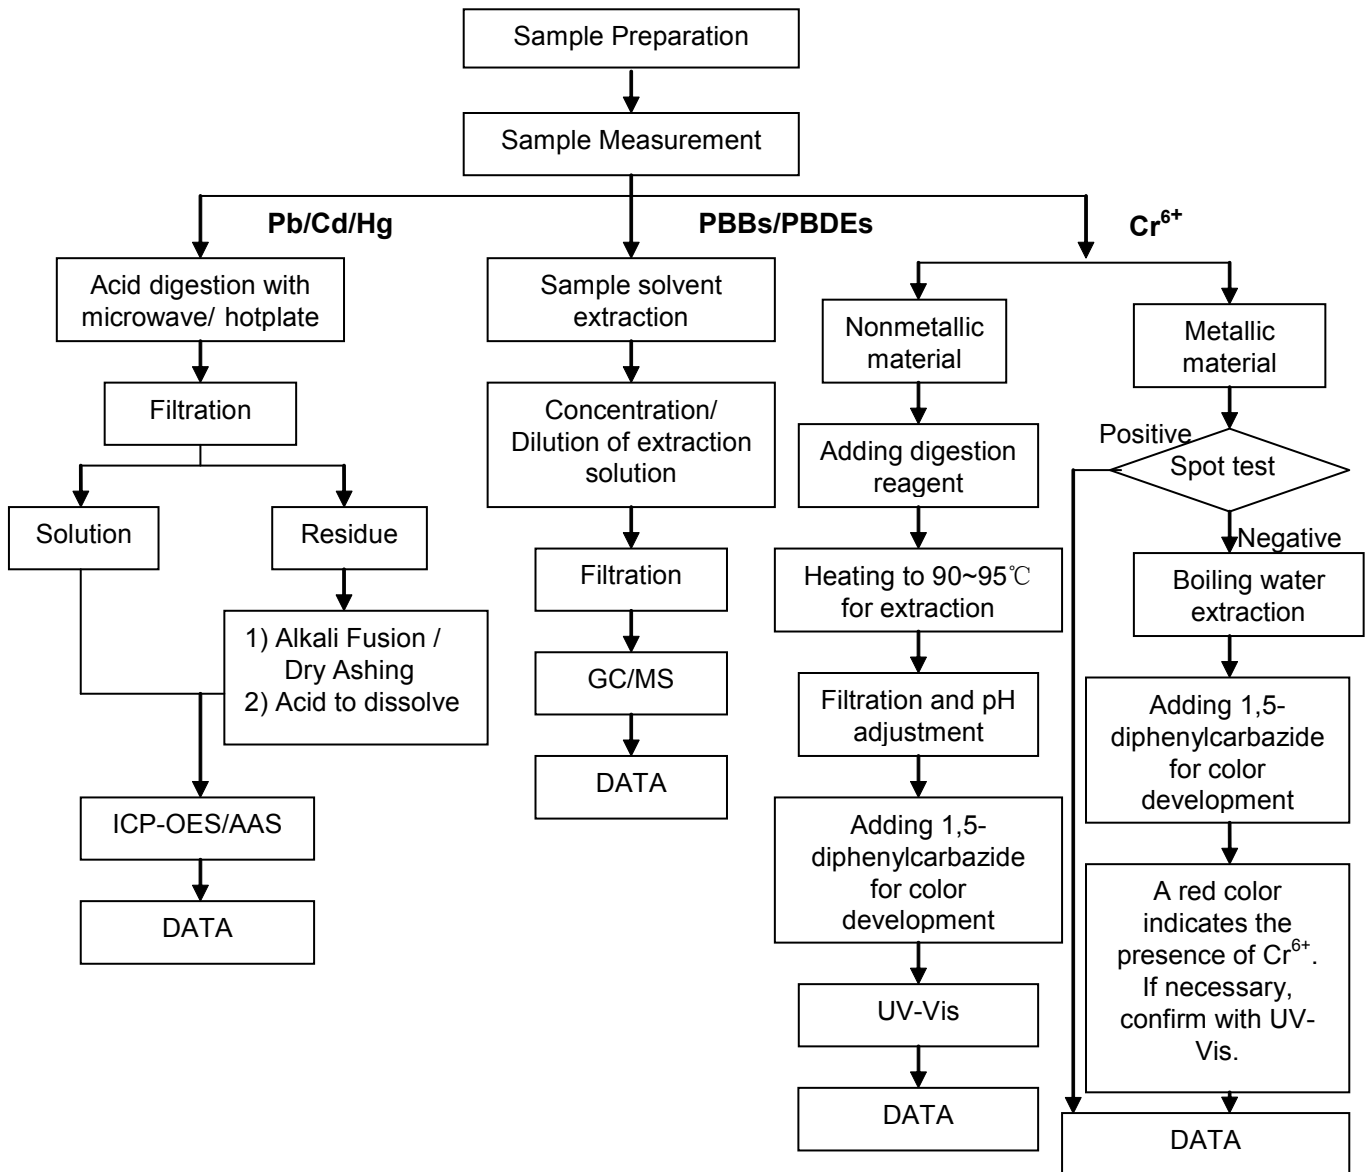 Sample Preparation
Sample Measurement
Pb/Cd/Hg
PBBs/PBDEs
Cr⁶⁺
Acid digestion with
microwave/ hotplate
Filtration
Solution
Residue
1) Alkali Fusion /
Dry Ashing
2) Acid to dissolve
ICP-OES/AAS
DATA
Sample solvent
extraction
Concentration/
Dilution of extraction
solution
Filtration
GC/MS
DATA
Nonmetallic
material
Adding digestion
reagent
Heating to 90~95℃
for extraction
Filtration and pH
adjustment
Adding 1,5-
diphenylcarbazide
for color
development
UV-Vis
DATA
Metallic
material
Positive
Spot test
Negative
Boiling water
extraction
Adding 1,5-
diphenylcarbazide
for color
development
A red color
indicates the
presence of Cr⁶⁺.
If necessary,
confirm with UV-
Vis.
DATA